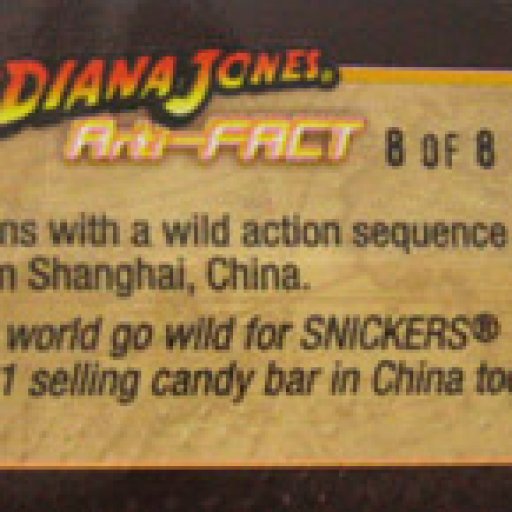 DIANA JONES
Arti-FACT 8 OF 8
ns with a wild action sequence
n Shanghai, China.
world go wild for SNICKERS®
1 selling candy bar in China too